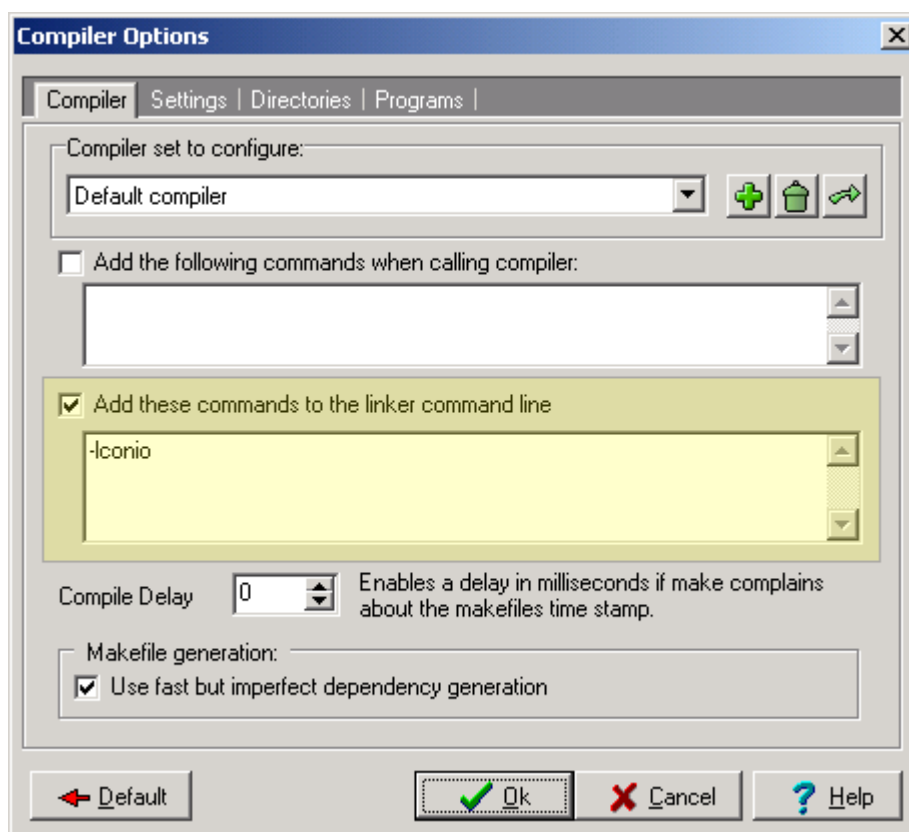 Compiler Options
Compiler Settings | Directories | Programs |
Compiler set to configure:
Default compiler
Add the following commands when calling compiler:
Add these commands to the linker command line
-lconio
Compile Delay 0 Enables a delay in milliseconds if make complains
about the makefiles time stamp.
Makefile generation:
Use fast but imperfect dependency generation
Default Ok Cancel Help